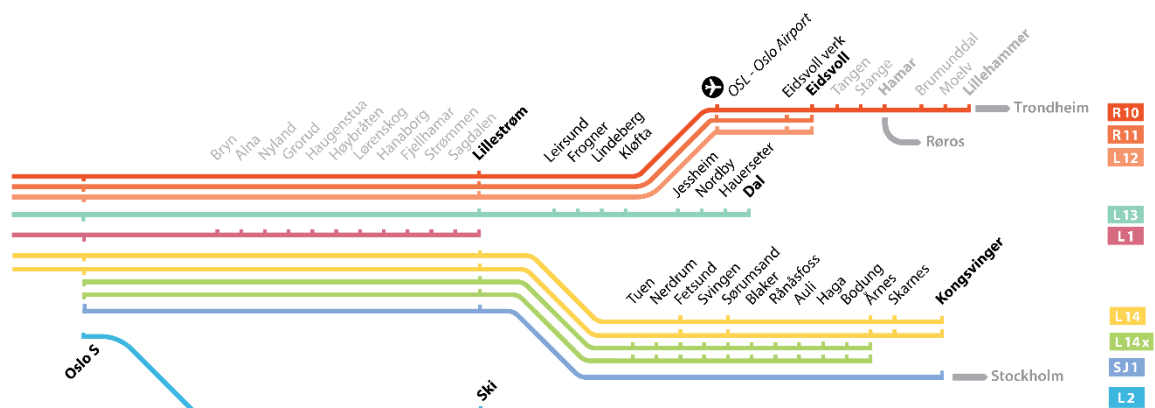 Bryn
Alna
Nyland
Grorud
Haugenstua
Høybråten
Lørenskog
Hanaborg
Fjellhamar
Strømmen
Sagdalen
Lillestrøm
Leirsund
Frogner
Lindeberg
Kløfta
OSL - Oslo Airport
Eidsvoll verk
Eidsvoll
Tangen
Stange
Hamar
Brumunddal
Moelv
Lillehammer
Trondheim
Røros
R10
R11
L12
Jessheim
Nordby
Hauerseter
Dal
L13
L1
Tuen
Nerdrum
Fetsund
Svingen
Sørumsand
Blaker
Rånåsfoss
Auli
Haga
Bodung
Årnes
Skarnes
Kongsvinger
L14
L14x
SJ1
Stockholm
L2
Oslo S
Ski